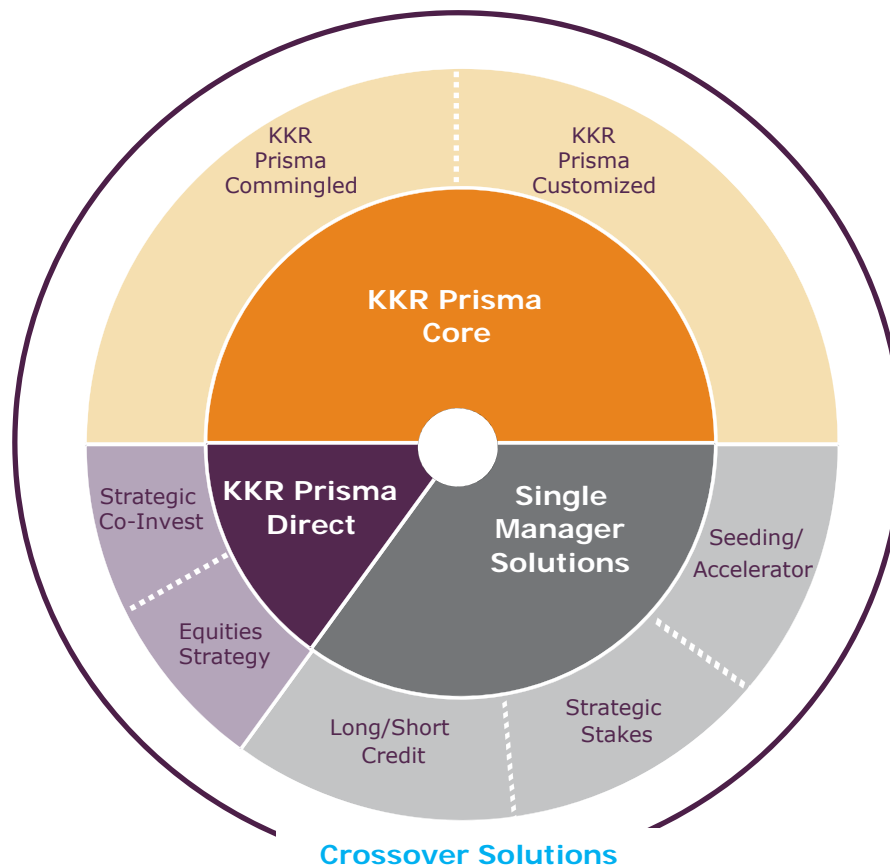 KKR
Prisma
Commingled
KKR
Prisma
Customized
KKR Prisma
Core
KKR Prisma
Direct
Single
Manager
Solutions
Strategic
Co-Invest
Equities
Strategy
Seeding/
Accelerator
Long/Short
Credit
Strategic
Stakes
Crossover Solutions